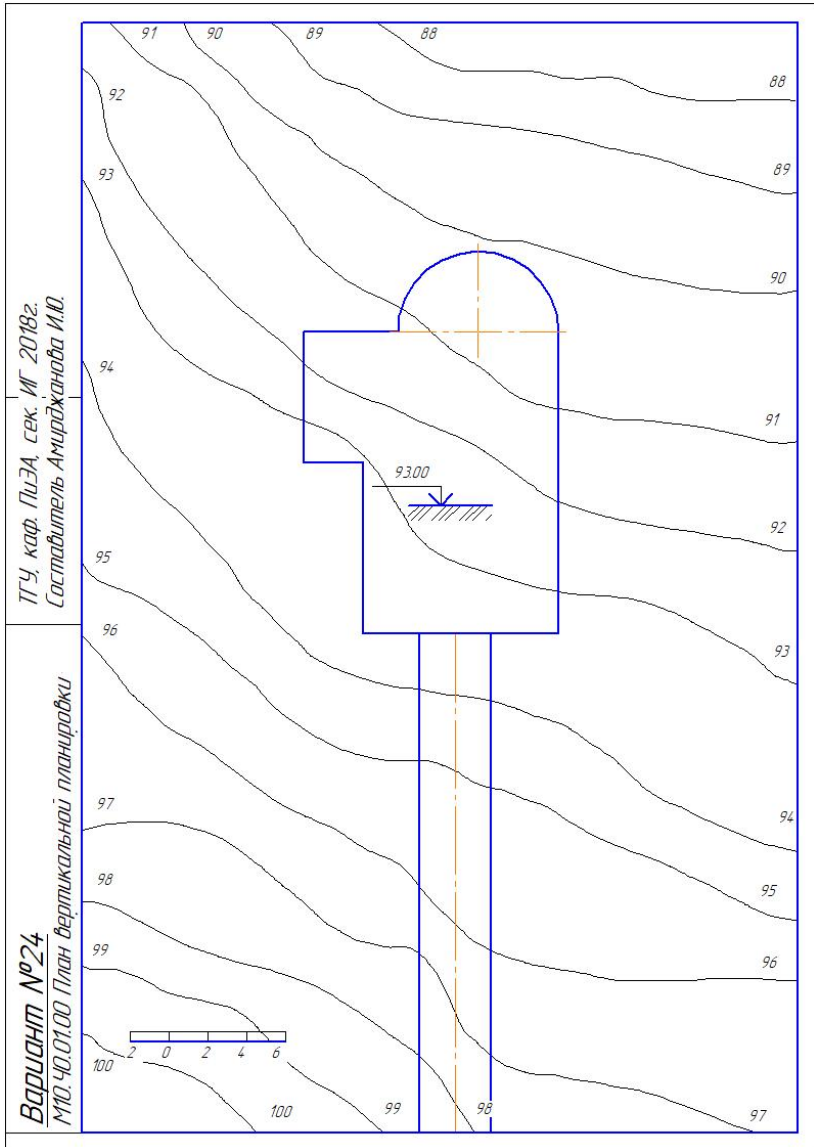 91 90 89 88
88
92
89
93
90
ТГУ, каф. ПиЗА, сек. ИГ 2018г.
Составитель Амирджанова И.Ю.
94
91
93.00
92
95
96
93
94
97
95
98
96
99
Вариант №24
М10.Ч0.01.00 План вертикальной планировки
2 0 2 4 6
100
100 99 98 97